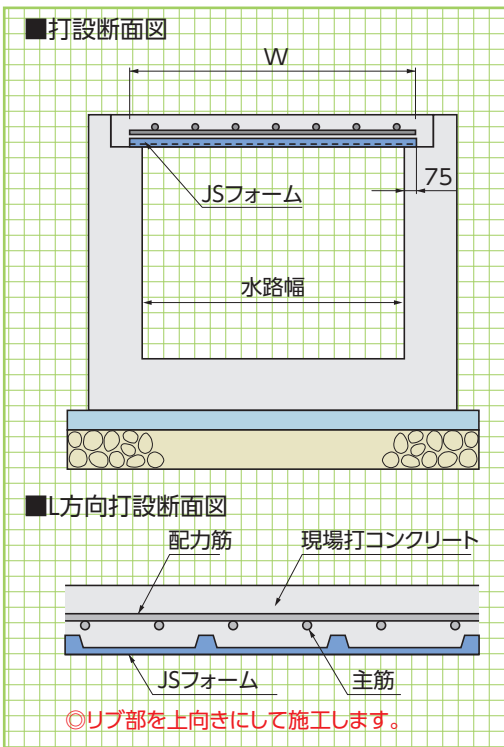 ■打設断面図
W
75
JSフォーム
水路幅
■L方向打設断面図
配力筋
現場打コンクリート
JSフォーム
主筋
◎リブ部を上向きにして施工します。